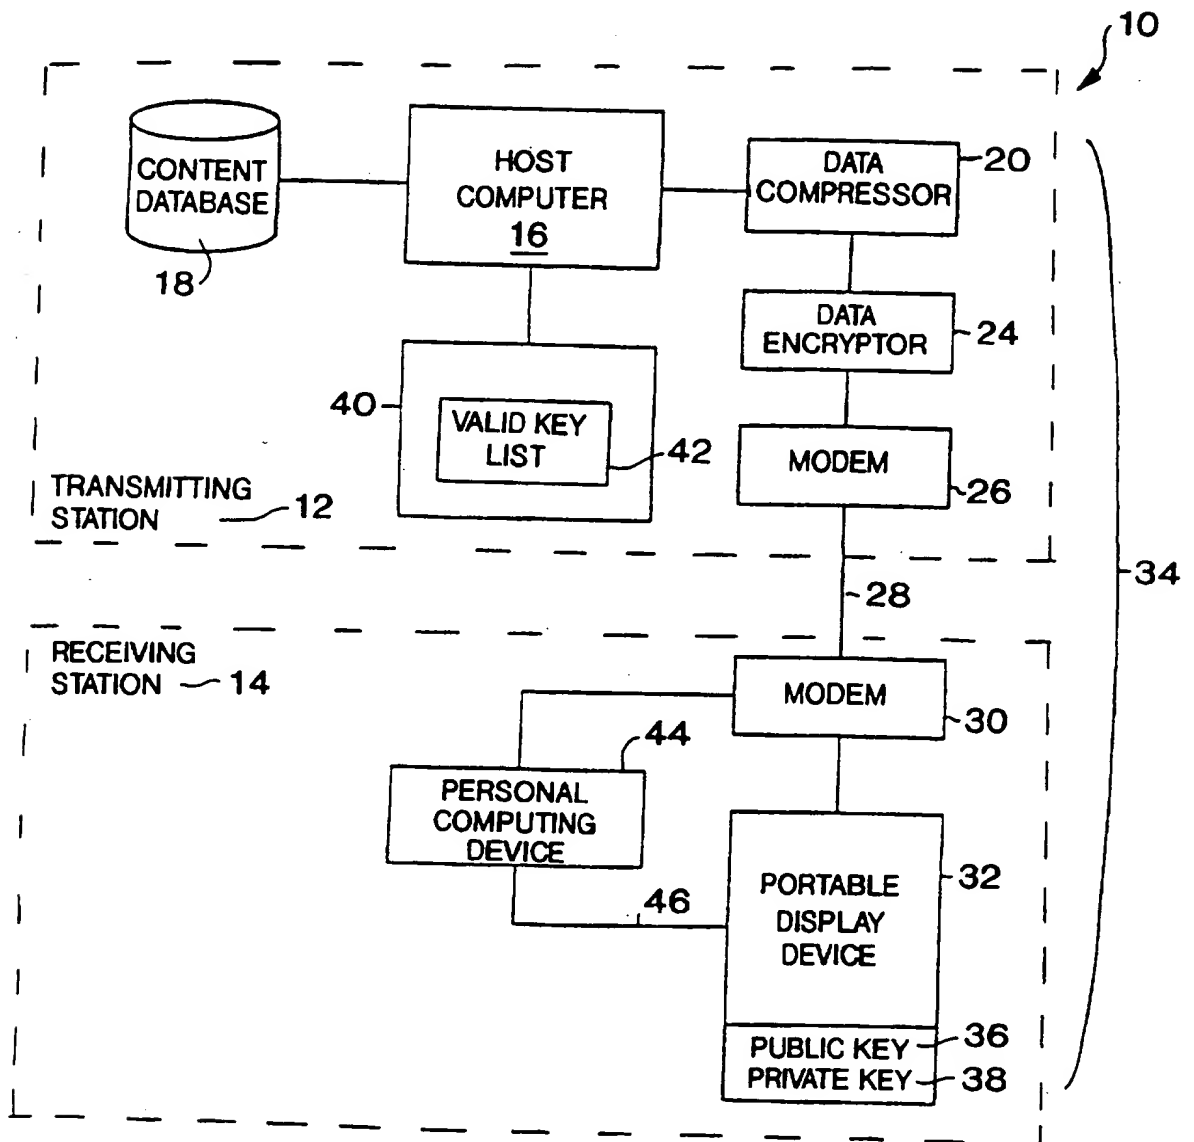 10
CONTENT
DATABASE
18
HOST
COMPUTER
16
DATA
COMPRESSOR
20
DATA
ENCRYPTOR
24
40
VALID KEY
LIST
42
MODEM
26
TRANSMITTING
STATION
12
28
34
RECEIVING
STATION
14
MODEM
30
44
PERSONAL
COMPUTING
DEVICE
46
PORTABLE
DISPLAY
DEVICE
32
PUBLIC KEY
36
PRIVATE KEY
38